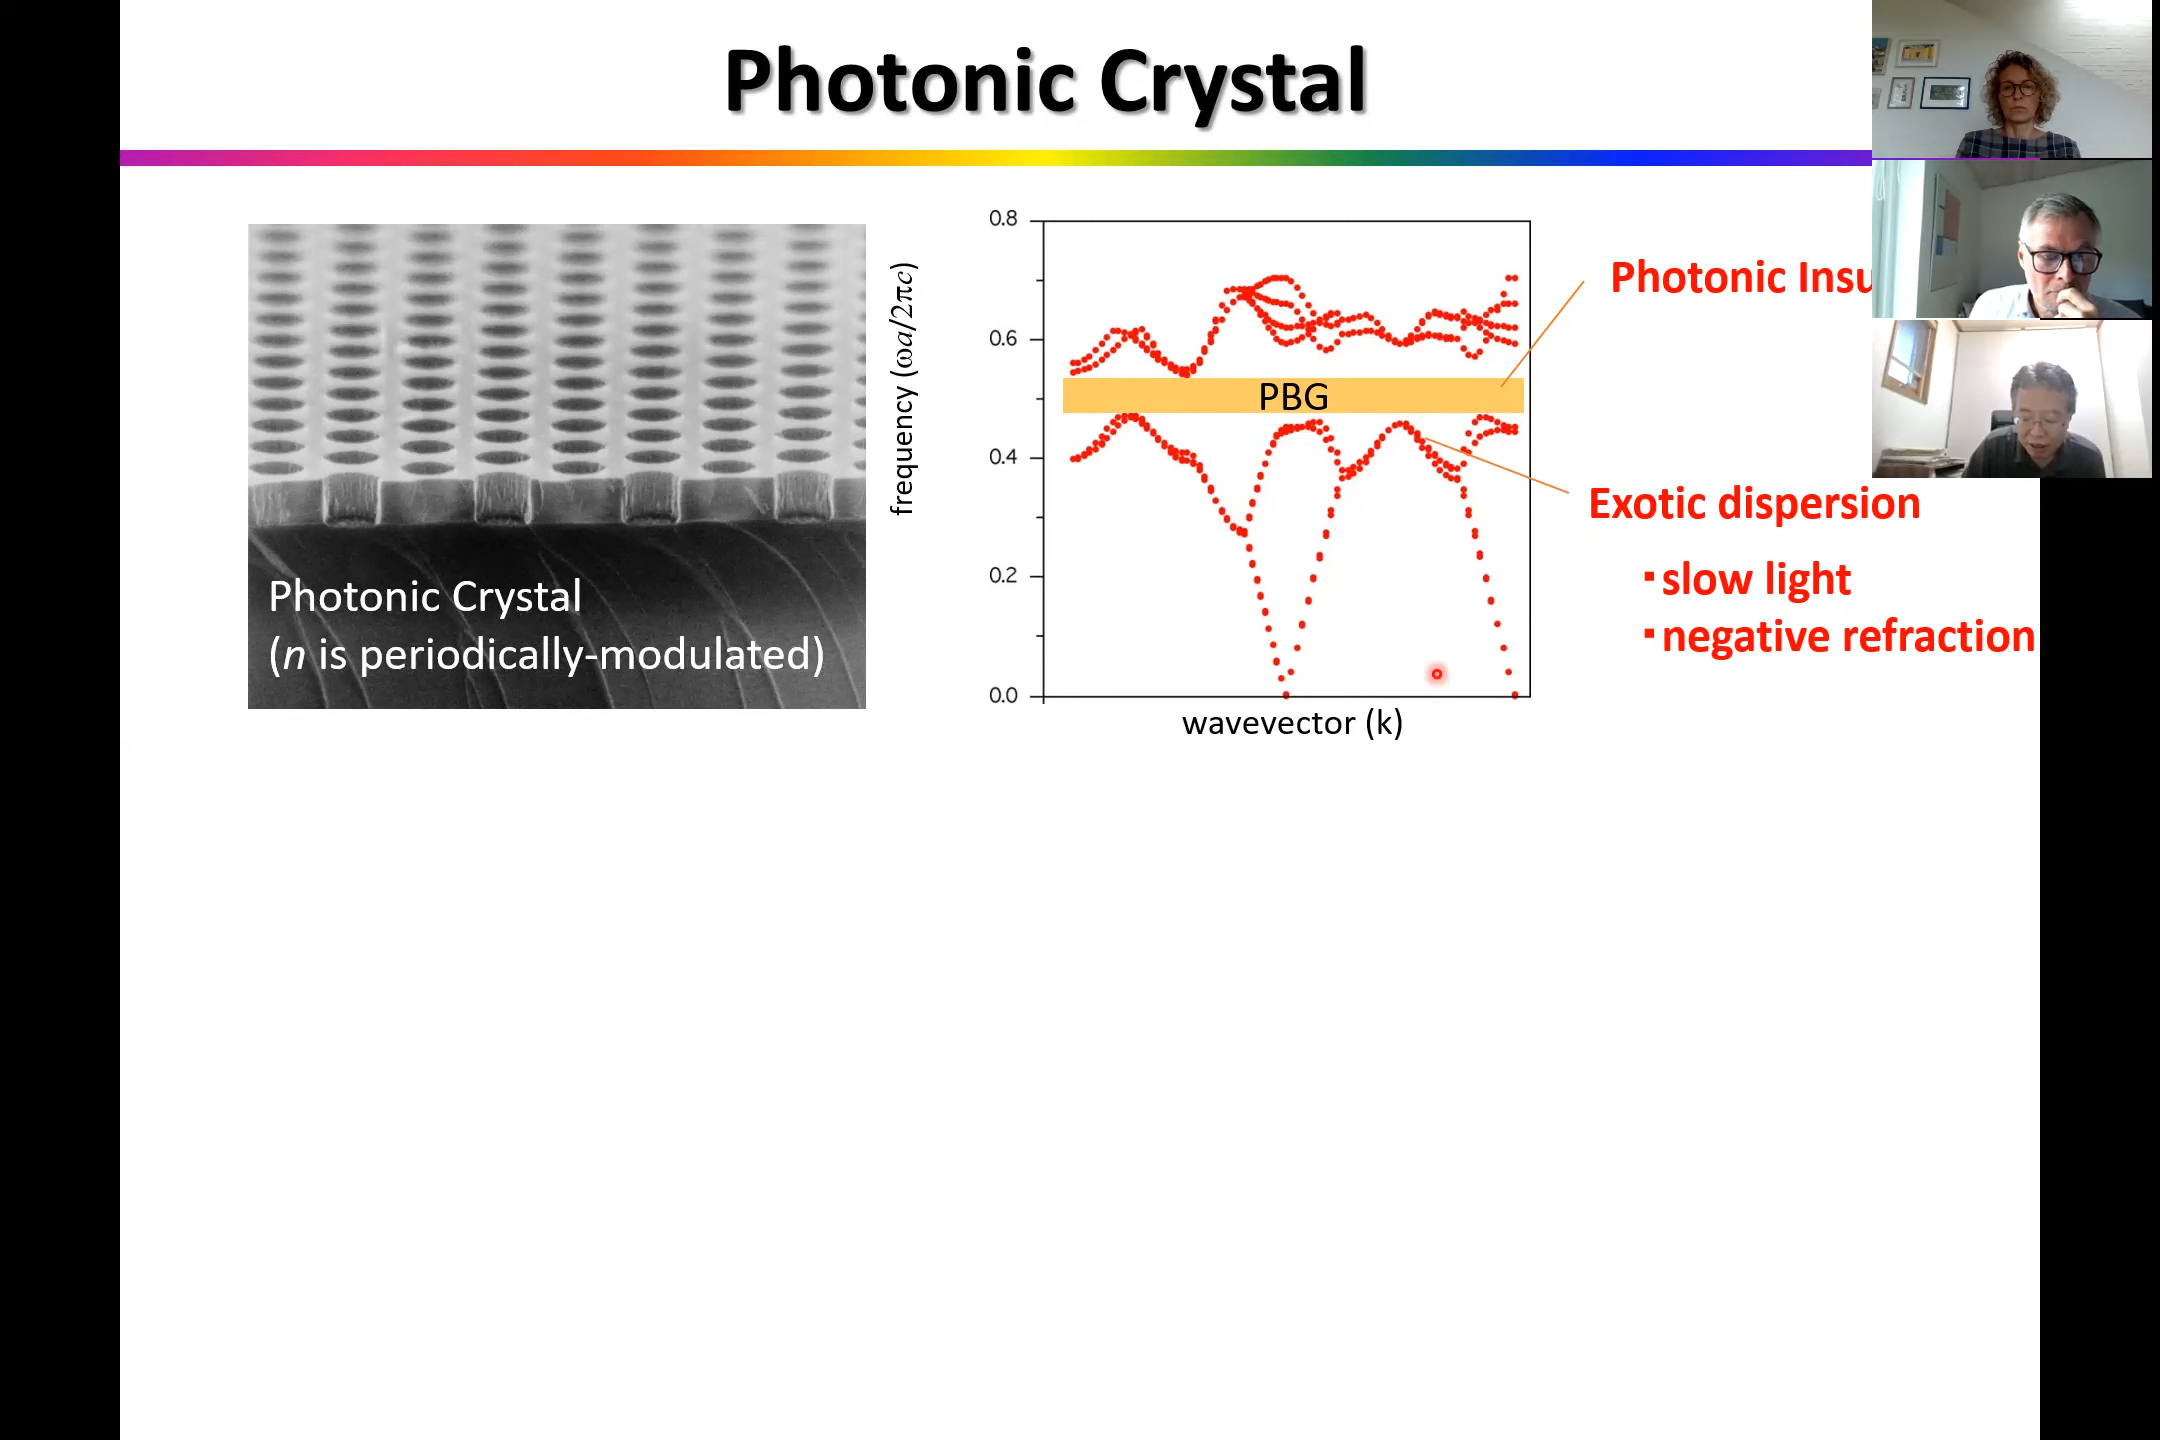 Photonic Crystal
Photonic Crystal
(n is periodically-modulated)
frequency (ωa/2πc)
0.8
0.6
0.4
0.2
0.0
PBG
wavevector (k)
Photonic Insu
Exotic dispersion
▪slow light
▪negative refraction